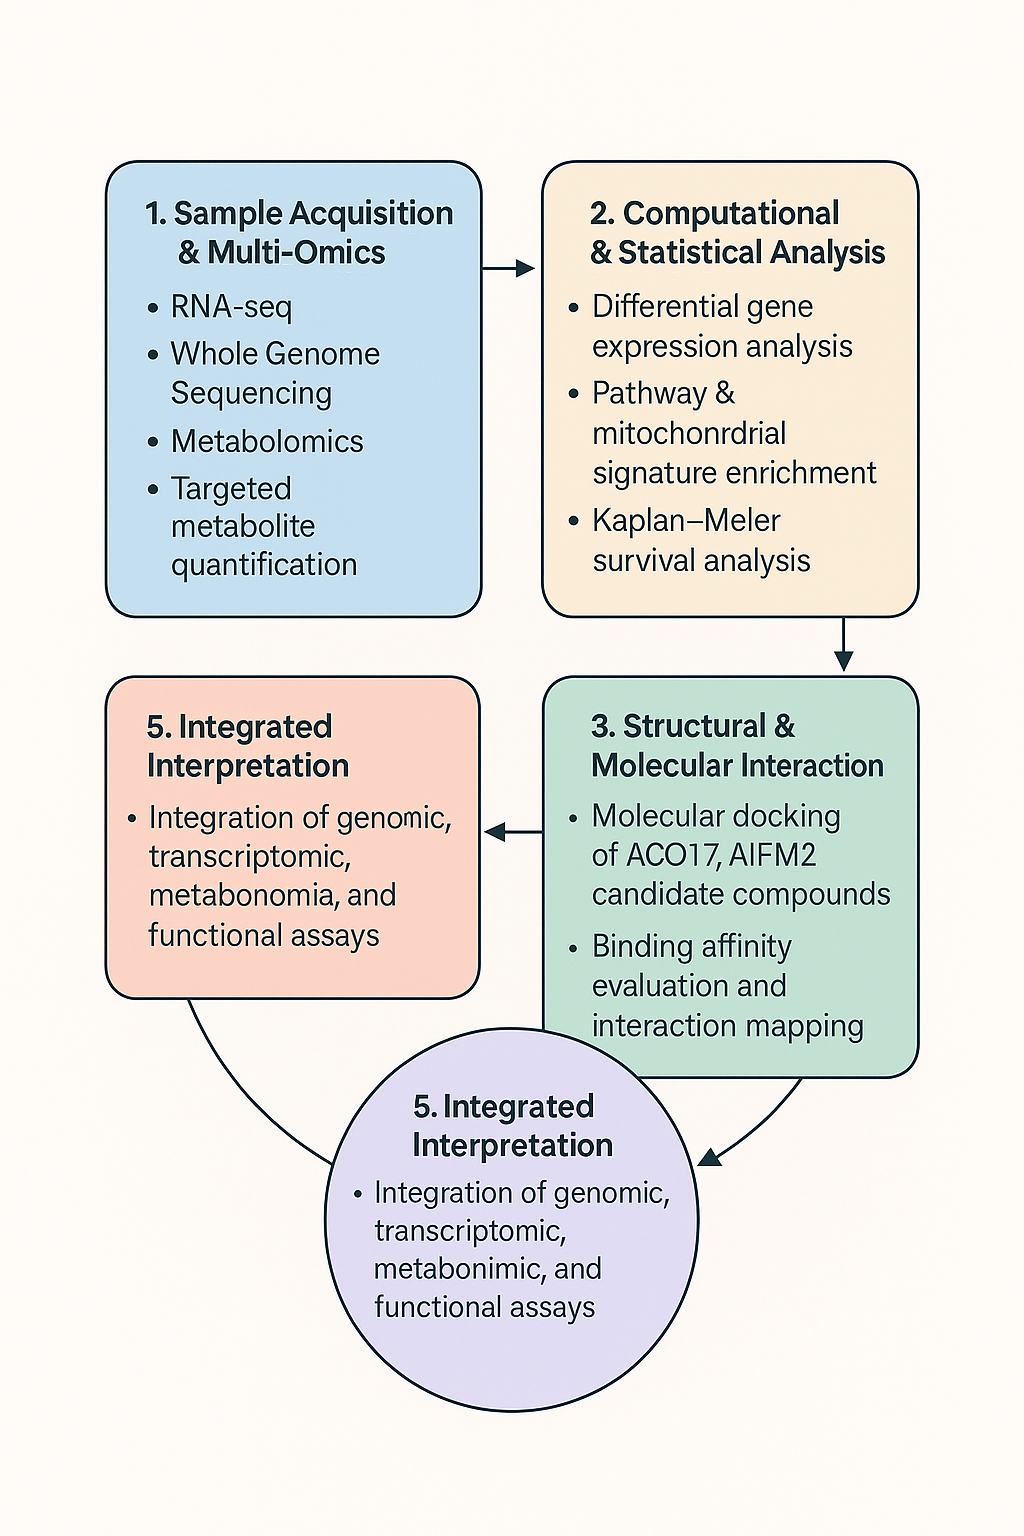 1. Sample Acquisition
& Multi-Omics
• RNA-seq
• Whole Genome
Sequencing
• Metabolomics
• Targeted
metabolite
quantification
2. Computational
& Statistical Analysis
• Differential gene
expression analysis
• Pathway &
mitochonrdrial
signature enrichment
• Kaplan–Meler
survival analysis
3. Structural &
Molecular Interaction
• Molecular docking
of ACO17, AIFM2
candidate compounds
• Binding affinity
evaluation and
interaction mapping
5. Integrated
Interpretation
• Integration of genomic,
transcriptomic,
metabonomia, and
functional assays
5. Integrated
Interpretation
• Integration of genomic,
transcriptomic,
metabonimic, and
functional assays